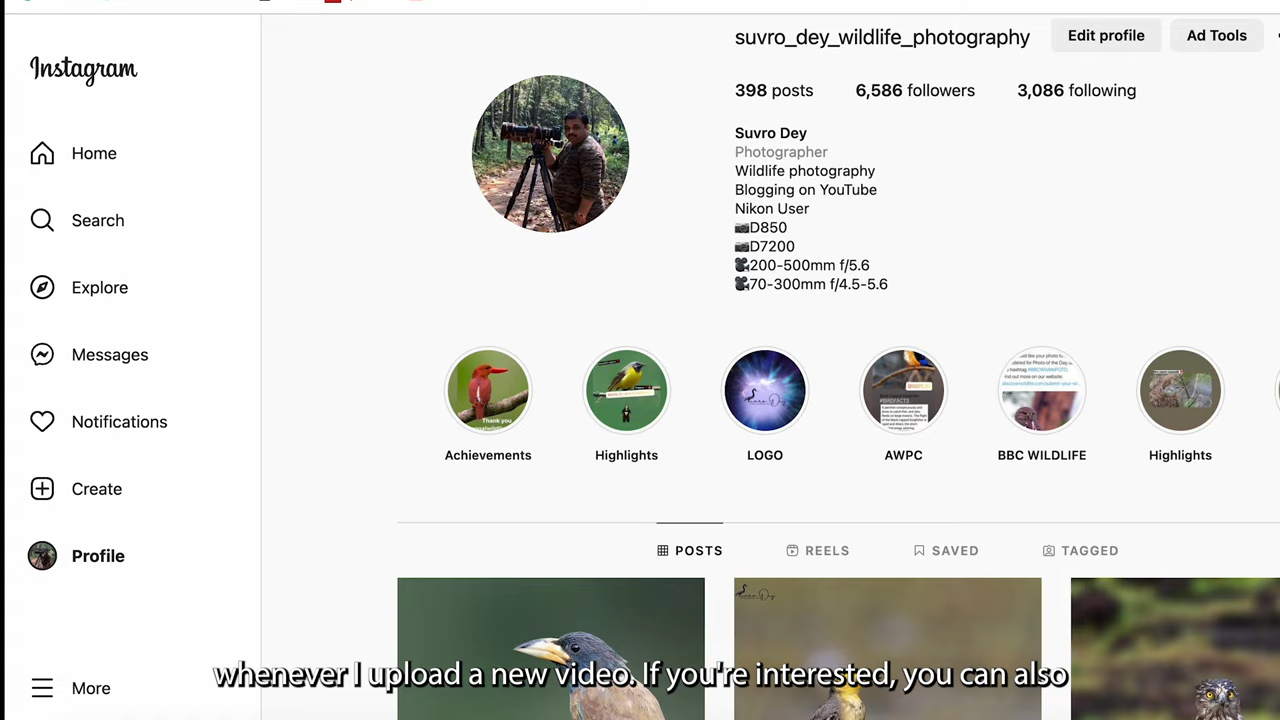 suvro_dey_wildlife_photography
Edit profile
Ad Tools
Instagram
398 posts 6,586 followers 3,086 following
Suvro Dey
Photographer
Wildlife photography
Blogging on YouTube
Nikon User
📷D850
📷D7200
🎥200-500mm f/5.6
🎥70-300mm f/4.5-5.6
Home
Search
Explore
Messages
Notifications
Create
Profile
More
Thank you
#BIRDFACTS
Achievements
Highlights
LOGO
AWPC
BBC WILDLIFE
Highlights
POSTS
REELS
SAVED
TAGGED
whenever I upload a new video. If you're interested, you can also